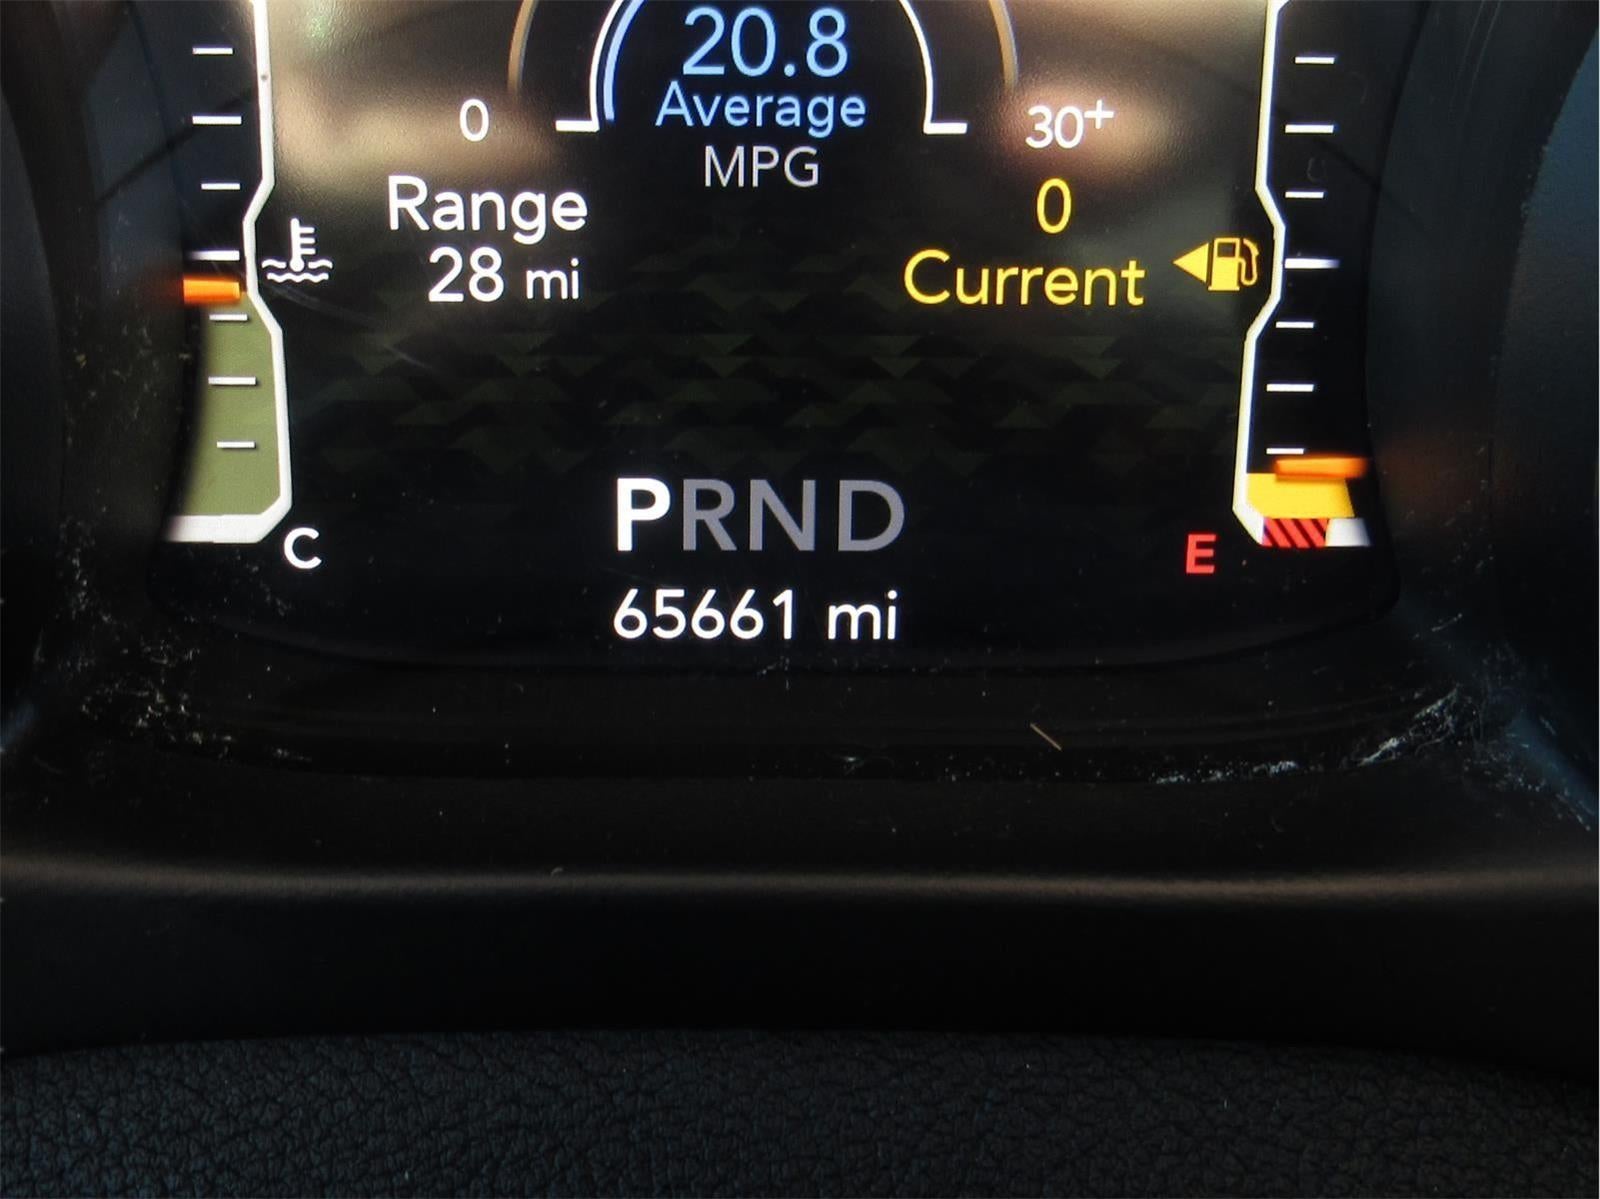 20.8
Average
MPG
0
30+
Range
28 mi
0
Current
PRND
65661 mi
C
E